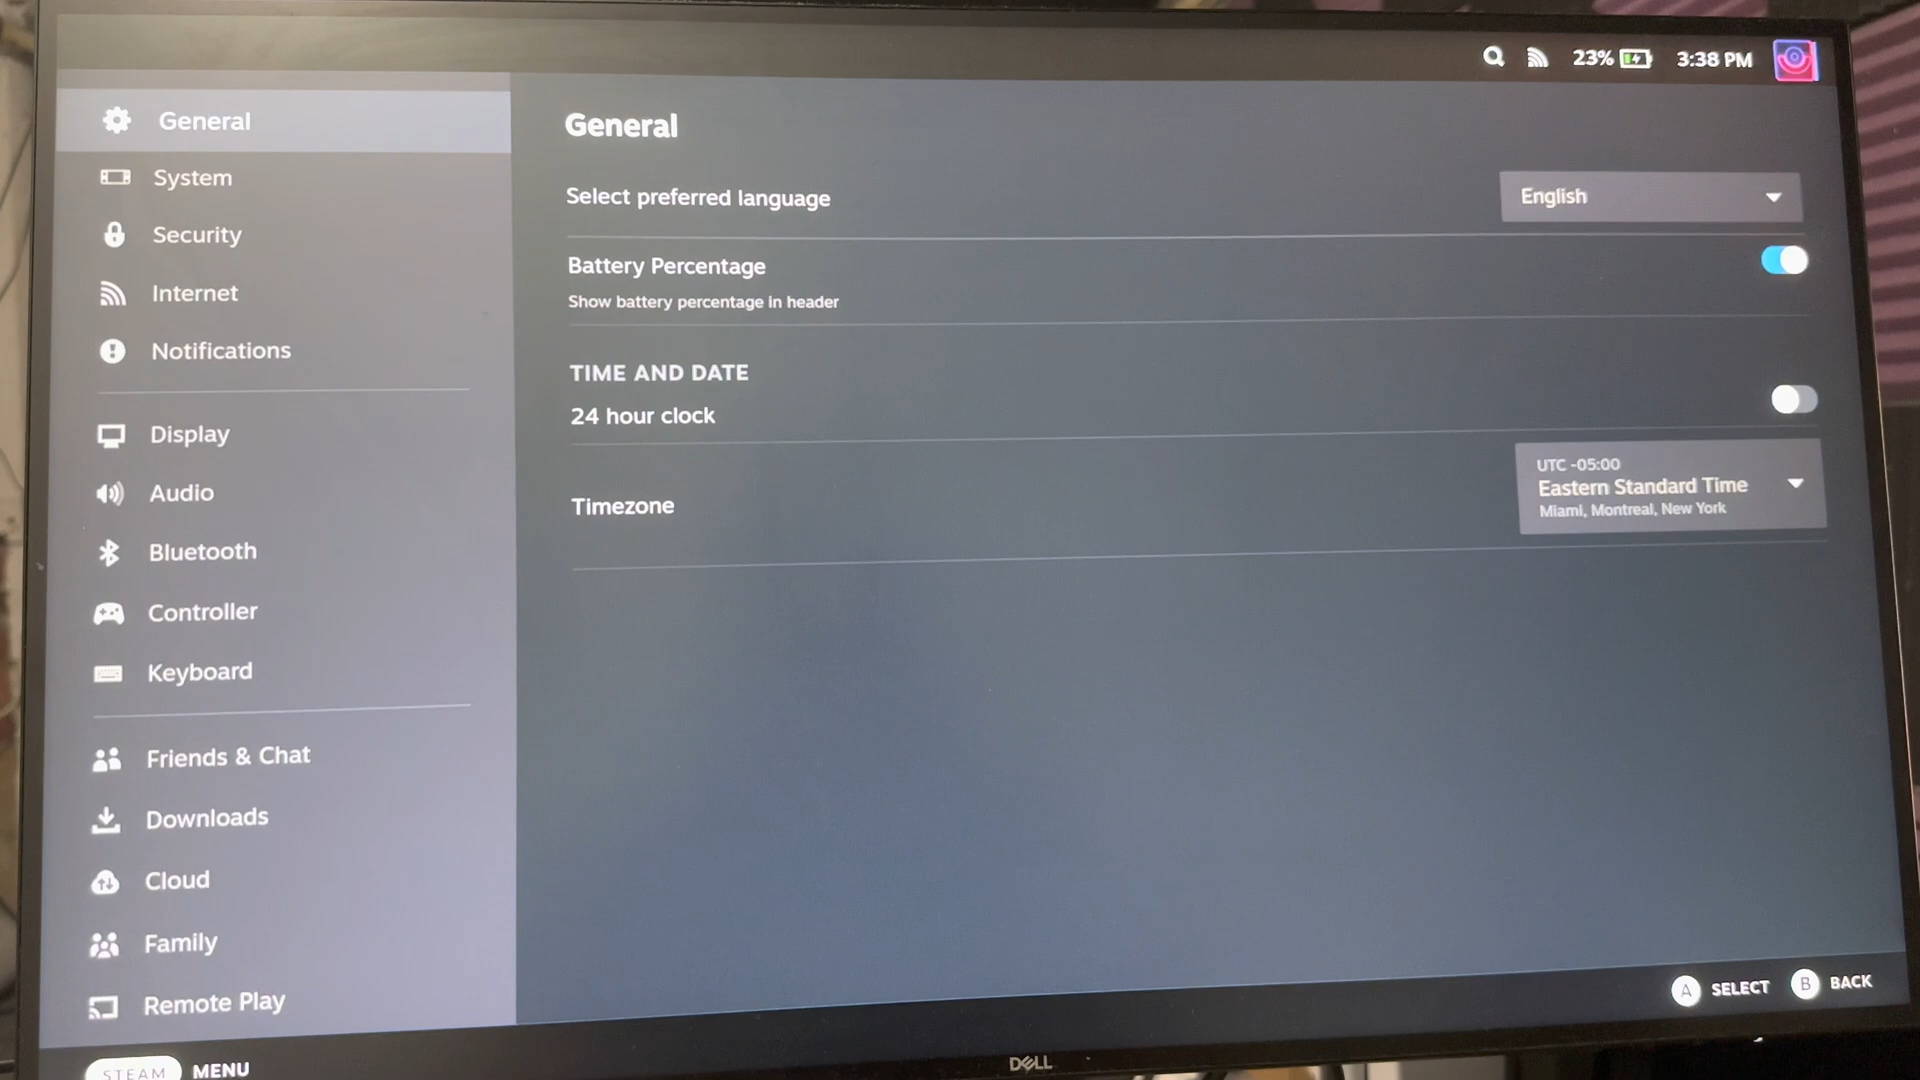 23%
3:38 PM
General
System
Security
Internet
Notifications
Display
Audio
Bluetooth
Controller
Keyboard
Friends & Chat
Downloads
Cloud
Family
Remote Play
General
Select preferred language
English
Battery Percentage
Show battery percentage in header
TIME AND DATE
24 hour clock
Timezone
UTC -05:00
Eastern Standard Time
Miami, Montreal, New York
A SELECT B BACK
STEAM MENU
DELL